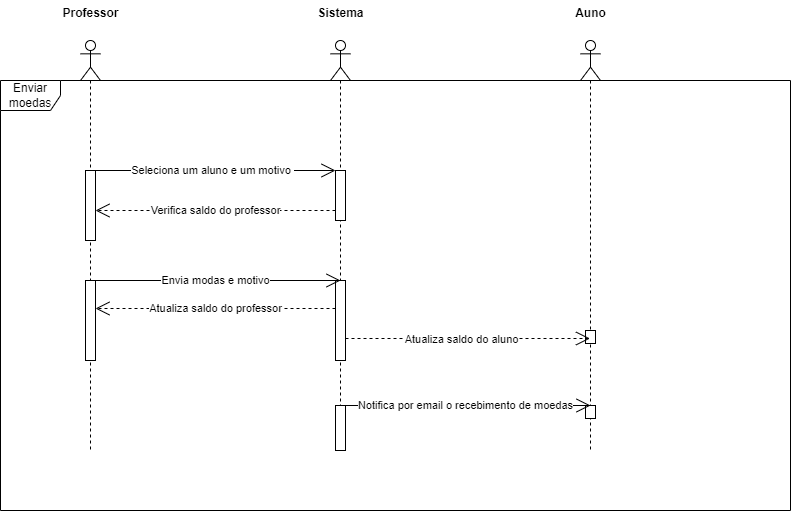 Professor
Sistema
Auno
Enviar
moedas
Seleciona um aluno e um motivo
Verifica saldo do professor
Envia modas e motivo
Atualiza saldo do professor
Atualiza saldo do aluno
Notifica por email o recebimento de moedas